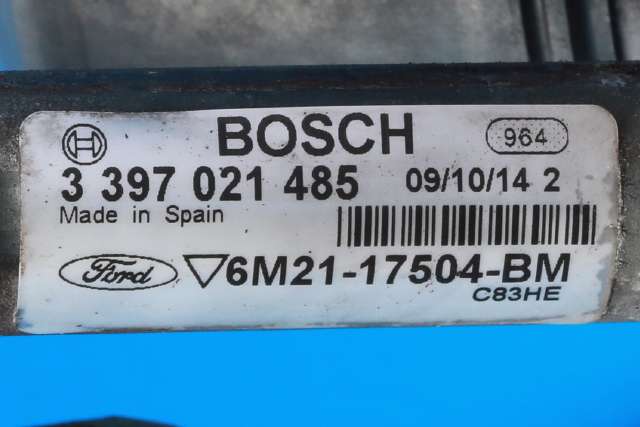 BOSCH 964
3 397 021 485 09/10/14 2
Made in Spain
Ford 6M21-17504-BM
C83HE